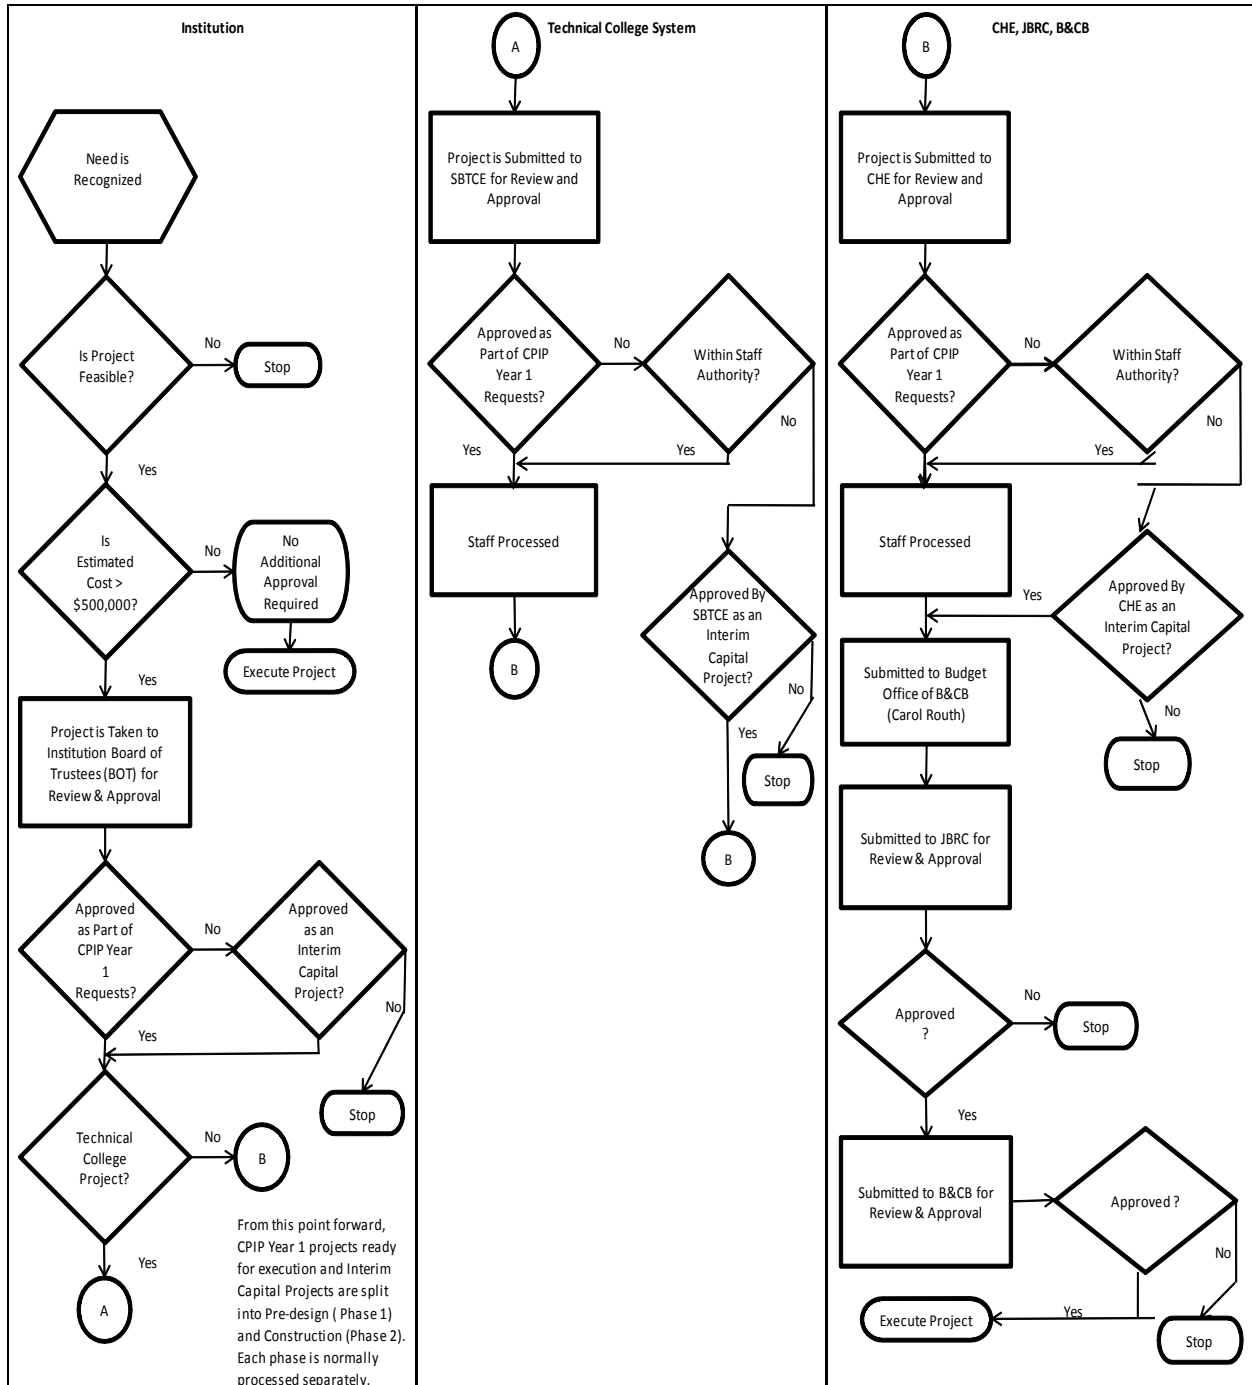 Institution
Need is
Recognized
Is Project
Feasible?
No
Stop
Yes
Is
Estimated
Cost >
$500,000?
No
No
Additional
Approval
Required
Execute Project
Yes
Project is Taken to
Institution Board of
Trustees (BOT) for
Review & Approval
Approved
as Part of
CPIP Year
1
Requests?
No
Approved
as an
Interim
Capital
Project?
No
Yes
Stop
Technical
College
Project?
No
B
Yes
A
From this point forward,
CPIP Year 1 projects ready
for execution and Interim
Capital Projects are split
into Pre-design ( Phase 1)
and Construction (Phase 2).
Each phase is normally
processed separately.
Technical College System
A
Project is Submitted to
SBTCE for Review and
Approval
Approved as
Part of CPIP
Year 1
Requests?
No
Within Staff
Authority?
No
Yes
Yes
Staff Processed
B
Approved By
SBTCE as an
Interim
Capital
Project?
No
Yes
Stop
B
CHE, JBRC, B&CB
B
Project is Submitted to
CHE for Review and
Approval
Approved as
Part of CPIP
Year 1
Requests?
No
Within Staff
Authority?
No
Yes
Yes
Staff Processed
Approved By
CHE as an
Interim Capital
Project?
Yes
No
Stop
Submitted to Budget
Office of B&CB
(Carol Routh)
Submitted to JBRC for
Review & Approval
Approved
?
No
Stop
Yes
Submitted to B&CB for
Review & Approval
Approved ?
No
Yes
Execute Project
Stop